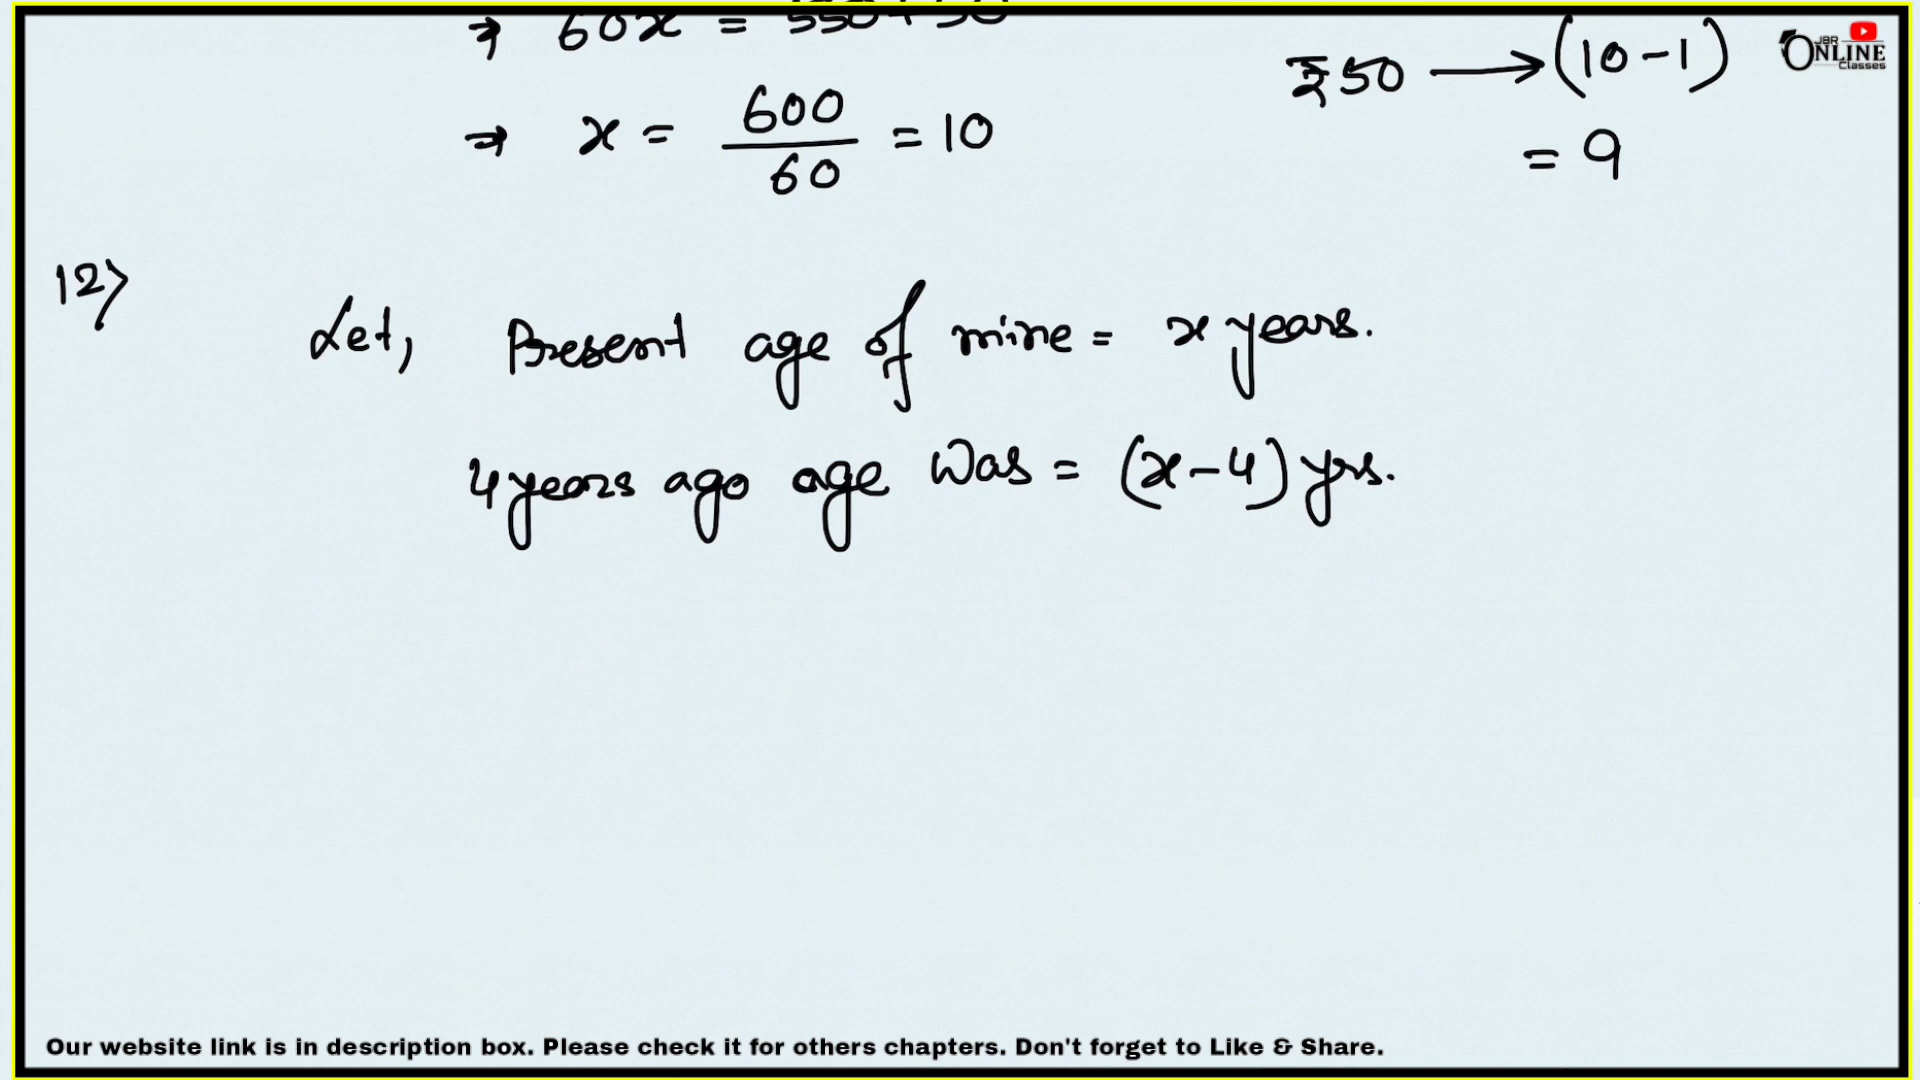 ⇒ 60x = 550 + 50
₹50 ⟶ (10-1)
JBR
ONLINE
Classes
⇒ x = 600/60 = 10
= 9
12)
Let, Present age of mine = x years.
4 years ago age was = (x-4) yrs.
Our website link is in description box. Please check it for others chapters. Don't forget to Like & Share.